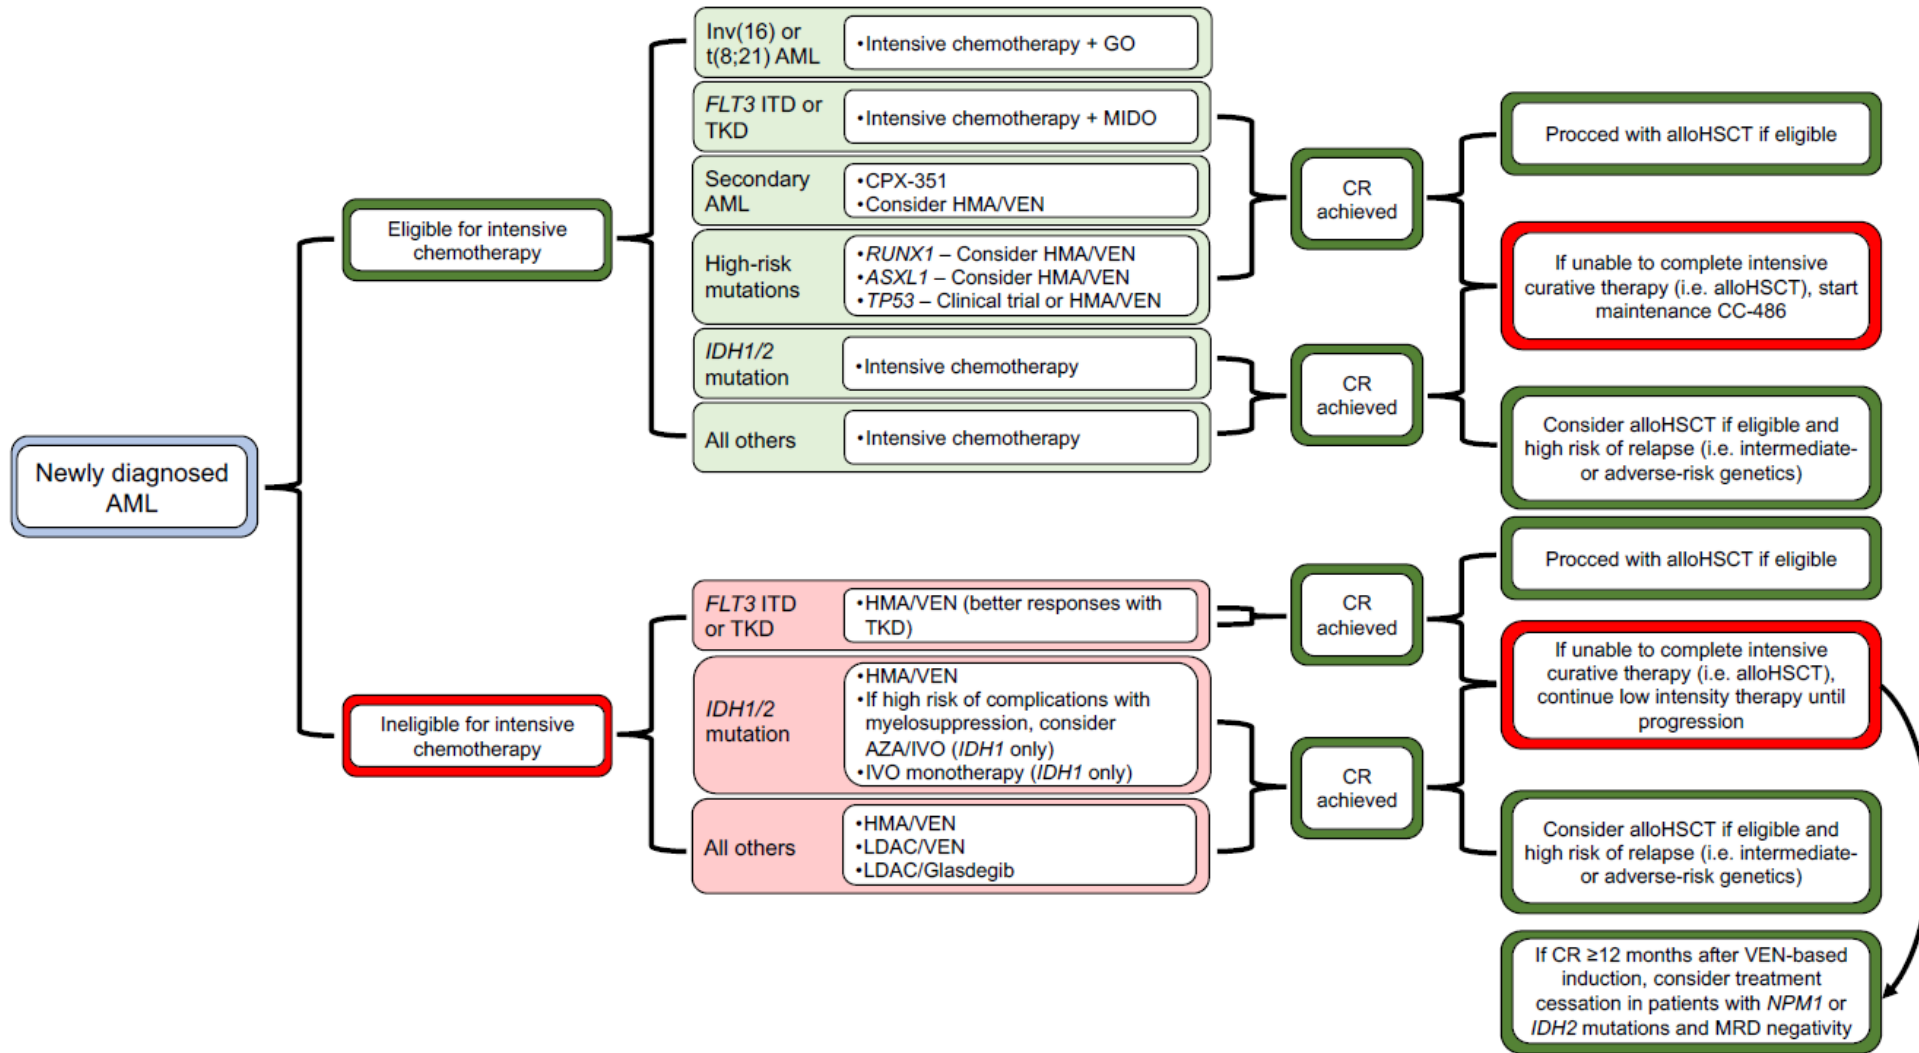 Newly diagnosed
AML
Eligible for intensive
chemotherapy
Inv(16) or
t(8;21) AML
•Intensive chemotherapy + GO
FLT3 ITD or
TKD
•Intensive chemotherapy + MIDO
Secondary
AML
•CPX-351
•Consider HMA/VEN
High-risk
mutations
•RUNX1 – Consider HMA/VEN
•ASXL1 – Consider HMA/VEN
•TP53 – Clinical trial or HMA/VEN
IDH1/2
mutation
•Intensive chemotherapy
All others
•Intensive chemotherapy
CR
achieved
CR
achieved
Procced with alloHSCT if eligible
If unable to complete intensive
curative therapy (i.e. alloHSCT), start
maintenance CC-486
Consider alloHSCT if eligible and
high risk of relapse (i.e. intermediate-
or adverse-risk genetics)
Ineligible for intensive
chemotherapy
FLT3 ITD
or TKD
•HMA/VEN (better responses with
TKD)
IDH1/2
mutation
•HMA/VEN
•If high risk of complications with
myelosuppression, consider
AZA/IVO (IDH1 only)
•IVO monotherapy (IDH1 only)
All others
•HMA/VEN
•LDAC/VEN
•LDAC/Glasdegib
CR
achieved
CR
achieved
Procced with alloHSCT if eligible
If unable to complete intensive
curative therapy (i.e. alloHSCT),
continue low intensity therapy until
progression
Consider alloHSCT if eligible and
high risk of relapse (i.e. intermediate-
or adverse-risk genetics)
If CR ≥12 months after VEN-based
induction, consider treatment
cessation in patients with NPM1 or
IDH2 mutations and MRD negativity